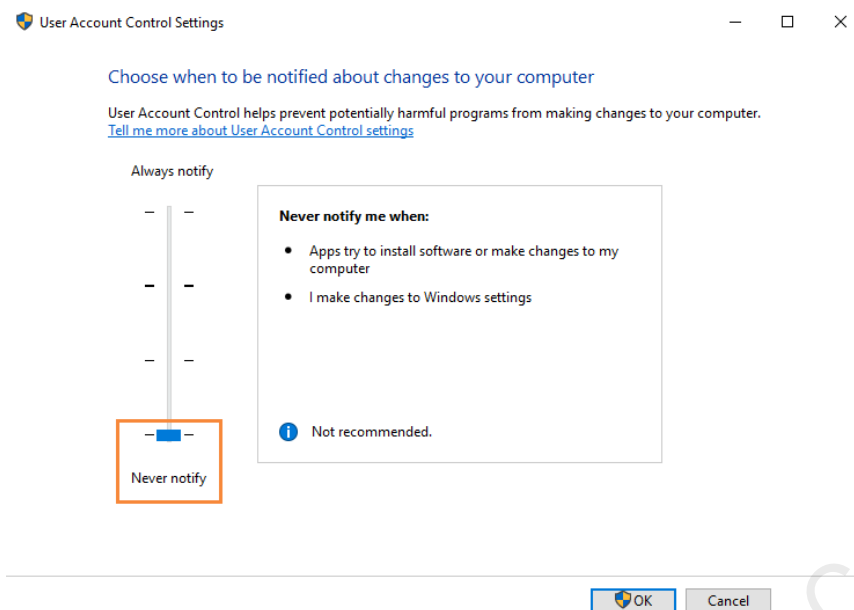 User Account Control Settings
Choose when to be notified about changes to your computer
User Account Control helps prevent potentially harmful programs from making changes to your computer.
Tell me more about User Account Control settings
Always notify
Never notify me when:
Apps try to install software or make changes to my
computer
I make changes to Windows settings
Not recommended.
Never notify
OK
Cancel